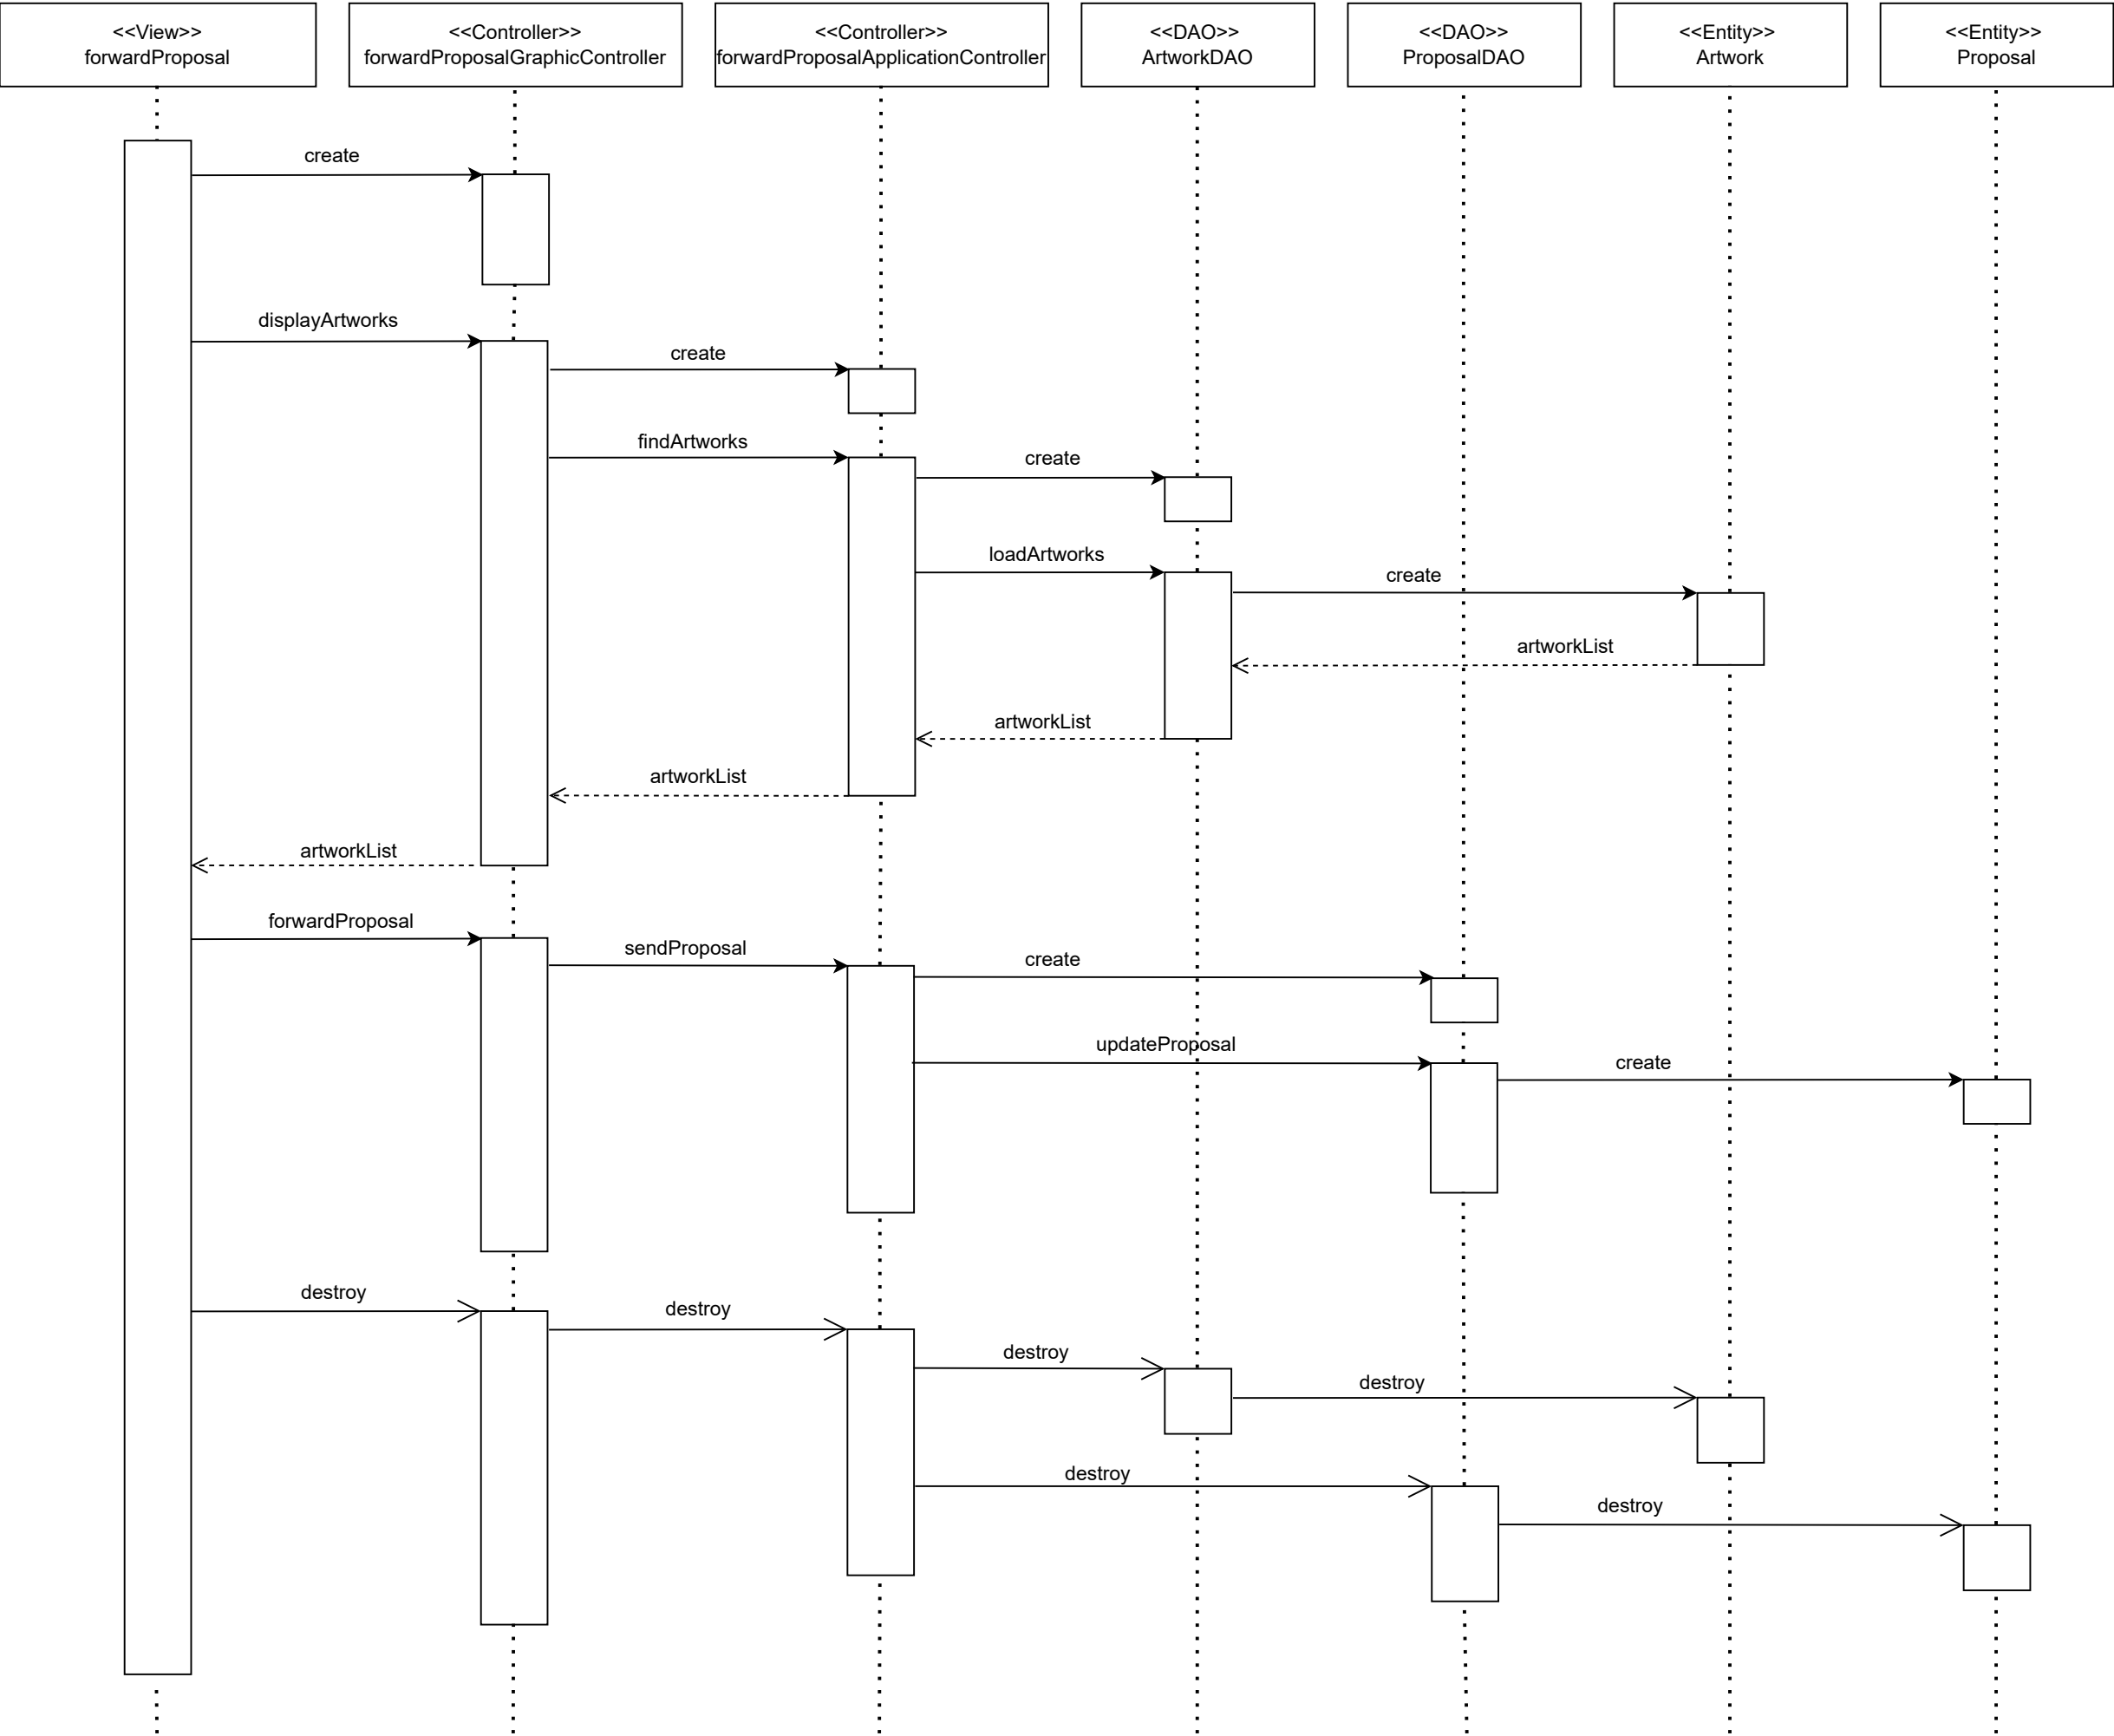 <<View>>
forwardProposal
<<Controller>>
forwardProposalGraphicController
<<Controller>>
forwardProposalApplicationController
<<DAO>>
ArtworkDAO
<<DAO>>
ProposalDAO
<<Entity>>
Artwork
<<Entity>>
Proposal
create
displayArtworks
create
findArtworks
create
loadArtworks
create
artworkList
artworkList
artworkList
artworkList
forwardProposal
sendProposal
create
updateProposal
create
destroy
destroy
destroy
destroy
destroy
destroy